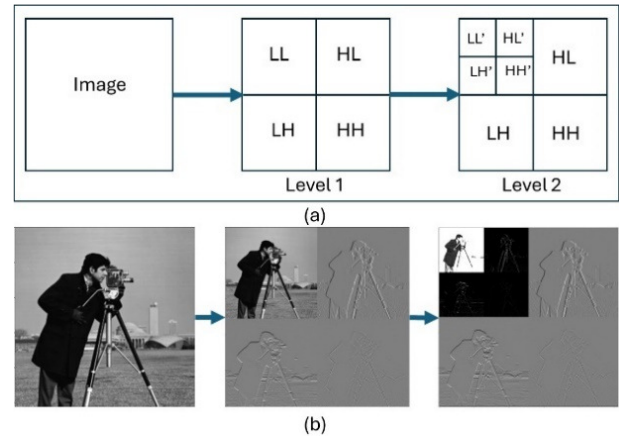 Image
LL HL
LH HH
Level 1
LL’ HL’
LH’ HH’
HL
LH HH
Level 2
(a)
(b)